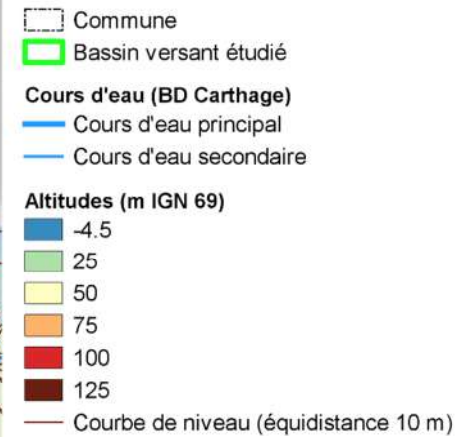 Commune
Bassin versant étudié
Cours d'eau (BD Carthage)
Cours d'eau principal
Cours d'eau secondaire
Altitudes (m IGN 69)
-4.5
25
50
75
100
125
Courbe de niveau (équidistance 10 m)